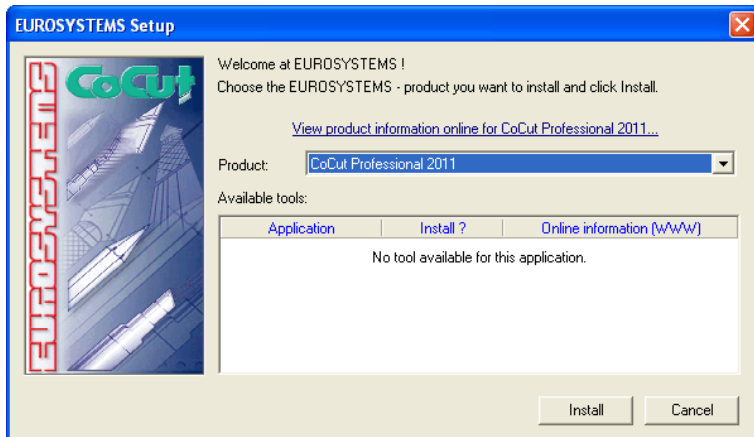 EUROSYSTEMS Setup
EUROSYSTEMS
CoCut
Welcome at EUROSYSTEMS !
Choose the EUROSYSTEMS - product you want to install and click Install.
View product information online for CoCut Professional 2011...
Product: CoCut Professional 2011
Available tools:
Application Install ? Online information (WWW)
No tool available for this application.
Install Cancel